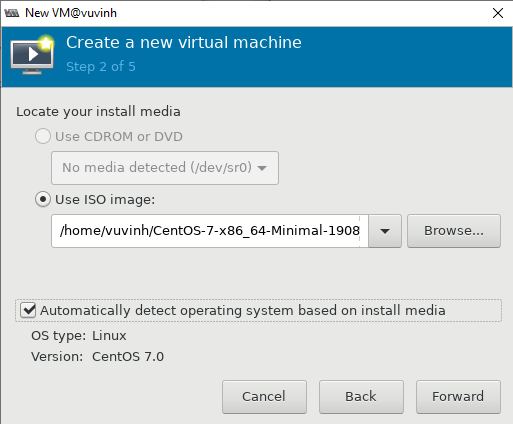 New VM@vuvinh
Create a new virtual machine
Step 2 of 5
Locate your install media
Use CDROM or DVD
No media detected (/dev/sr0)
Use ISO image:
/home/vuvinh/CentOS-7-x86_64-Minimal-1908
Browse...
Automatically detect operating system based on install media
OS type: Linux
Version: CentOS 7.0
Cancel Back Forward